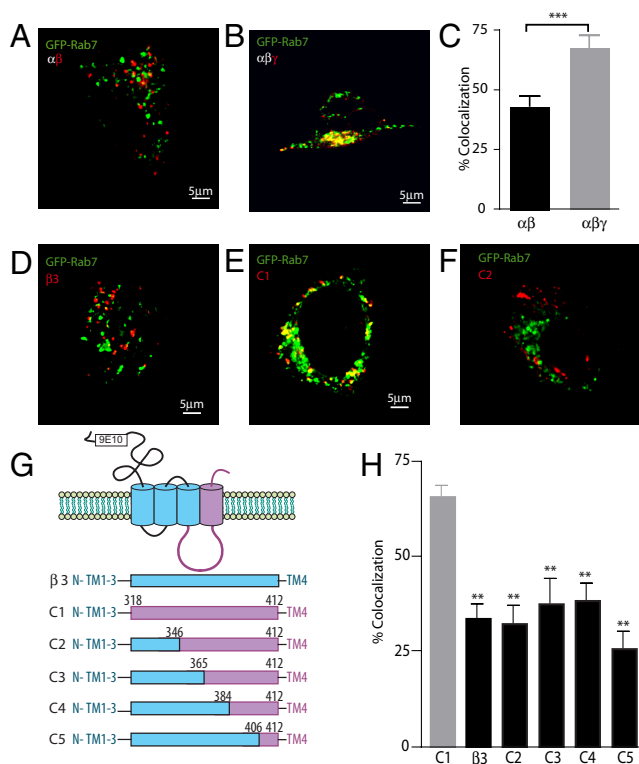 A
GFP-Rab7
αβ
5μm
B
GFP-Rab7
αβγ
5μm
C
***
% Colocalization
75
50
25
0
αβ
αβγ
D
GFP-Rab7
β3
5μm
E
GFP-Rab7
C1
5μm
F
GFP-Rab7
C2
G
9E10
β3 N- TM1-3 TM4
318 412
C1 N- TM1-3 TM4
346 412
C2 N- TM1-3 TM4
365 412
C3 N- TM1-3 TM4
384 412
C4 N- TM1-3 TM4
406 412
C5 N- TM1-3 TM4
H
% Colocalization
75
50
25
0
** ** ** ** **
C1 β3 C2 C3 C4 C5